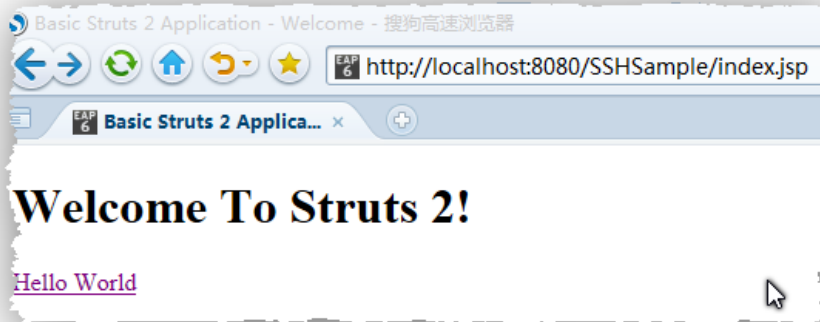 Basic Struts 2 Application - Welcome - 搜狗高速浏览器
EAP 6 http://localhost:8080/SSHSample/index.jsp
EAP 6 Basic Struts 2 Applica... ×
Welcome To Struts 2!
Hello World